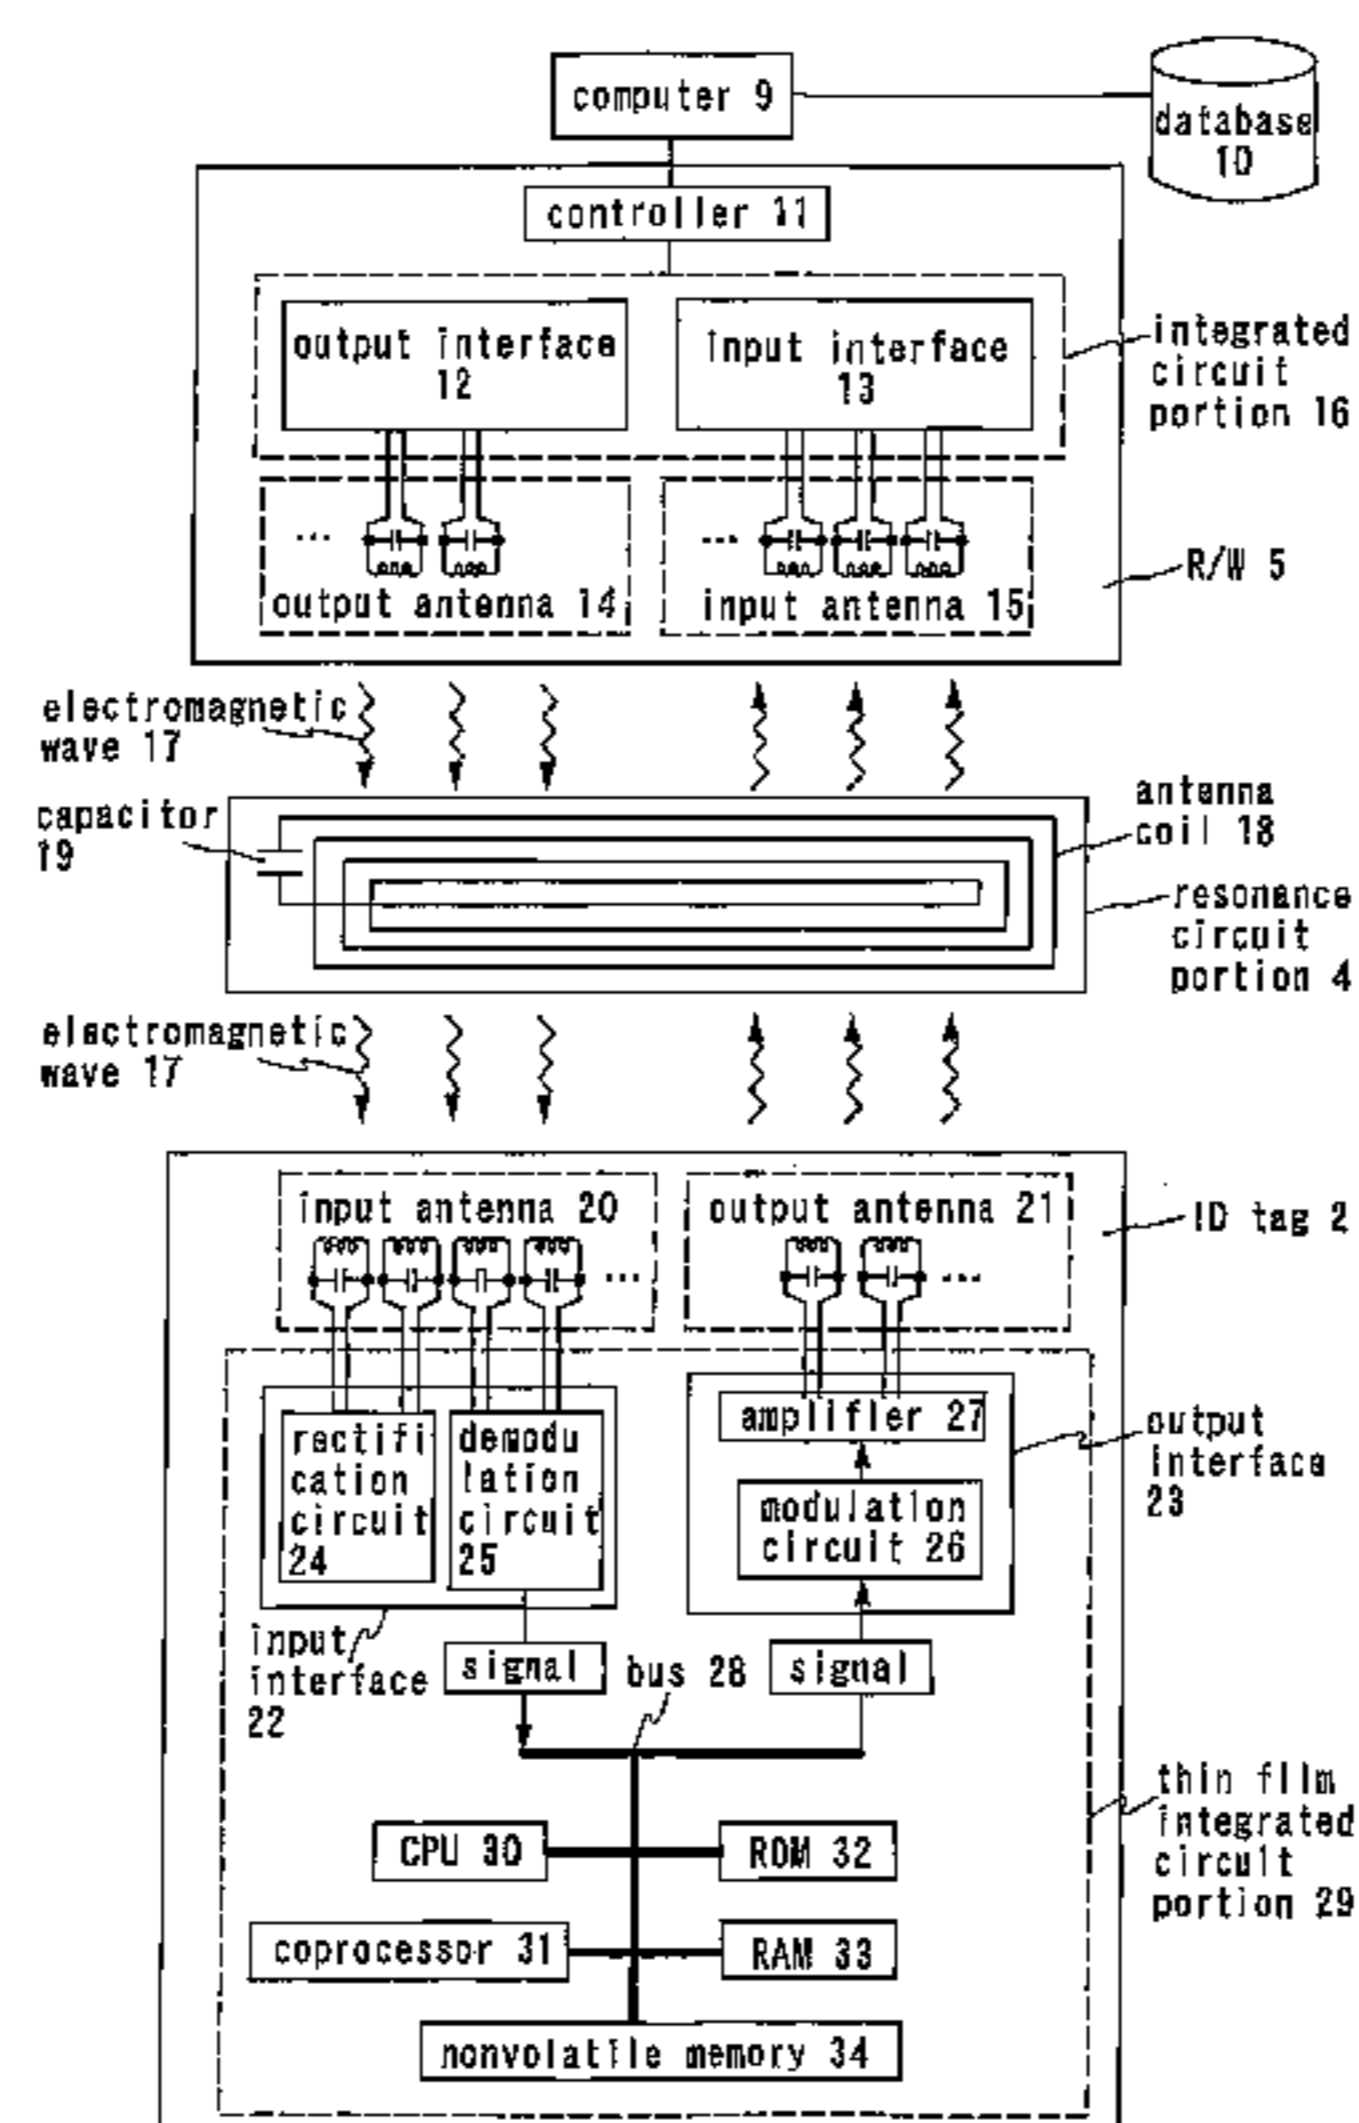 computer 9
database
10
controller 11
output interface
12
input interface
13
integrated
circuit
portion 16
...
...
output antenna 14
input antenna 15
R/W 5
electromagnetic
wave 17
capacitor
19
antenna
coil 18
resonance
circuit
portion 4
electromagnetic
wave 17
input antenna 20
output antenna 21
ID tag 2
...
...
rectifi
cation
circuit
24
demodu
lation
circuit
25
amplifier 27
modulation
circuit 26
output
interface
23
input
interface
22
signal
bus 28
signal
thin film
integrated
circuit
portion 29
CPU 30
ROM 32
coprocessor 31
RAM 33
nonvolatile memory 34